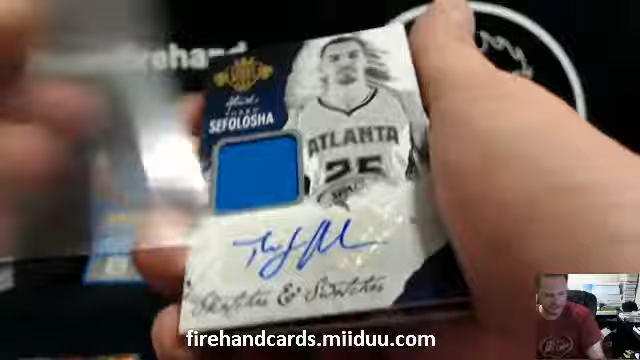 firehand
SEFOLOSHA
ATLANTA
25
Sketches & Swatches
firehandcards.miiduu.com